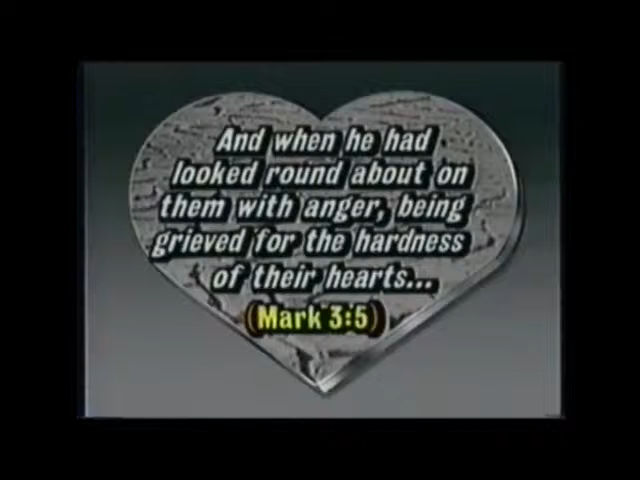 And when he had
looked round about on
them with anger, being
grieved for the hardness
of their hearts...
(Mark 3:5)